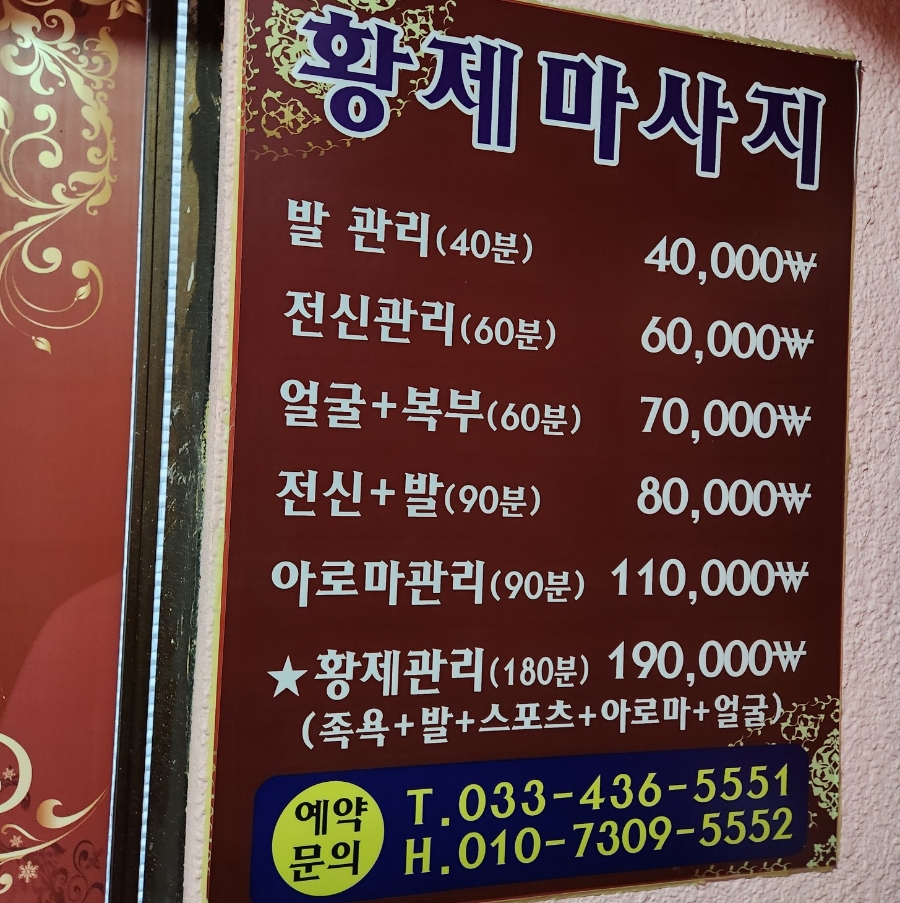 황제마사지
발 관리(40분) 40,000₩
전신관리(60분) 60,000₩
얼굴+복부(60분) 70,000₩
전신+발(90분) 80,000₩
아로마관리(90분) 110,000₩
★황제관리(180분) 190,000₩
(족욕+발+스포츠+아로마+얼굴)
예약
문의
T.033-436-5551
H.010-7309-5552